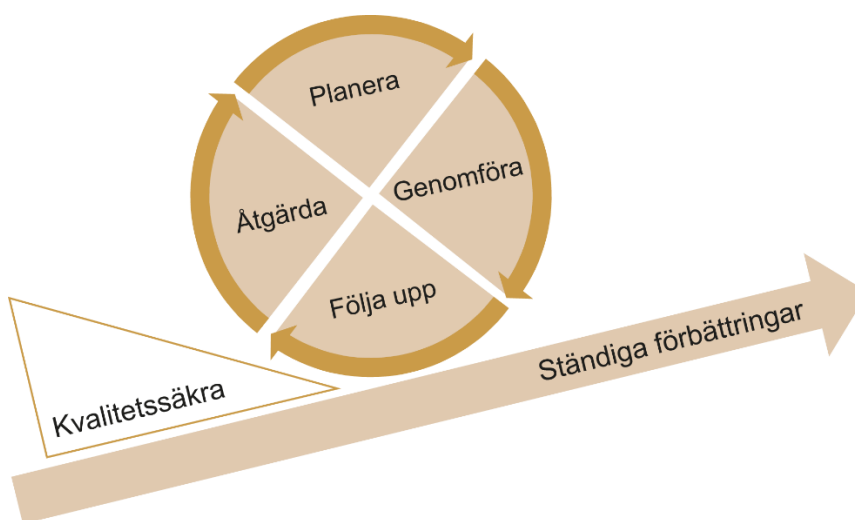 Planera
Genomföra
Åtgärda
Följa upp
Ständiga förbättringar
Kvalitetssäkra